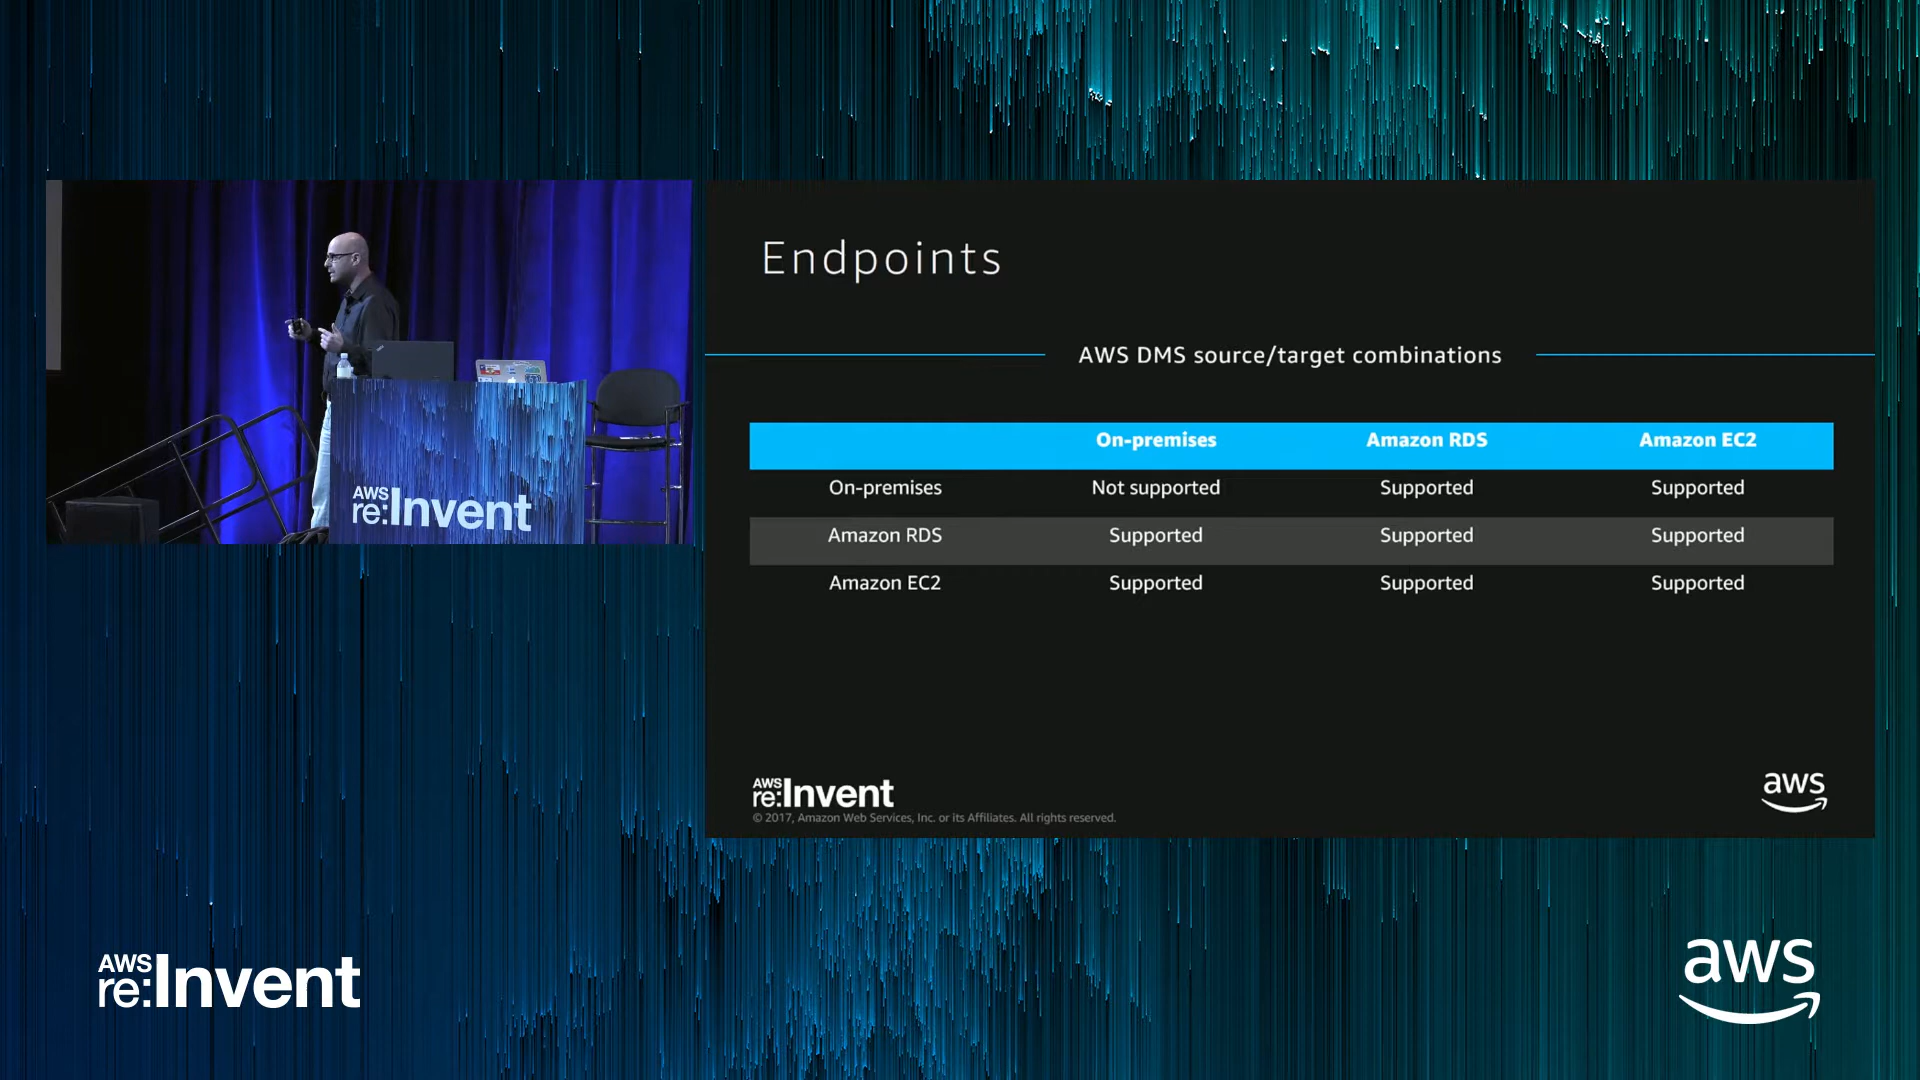 Endpoints
AWS DMS source/target combinations
On-premises Amazon RDS Amazon EC2
On-premises Not supported Supported Supported
Amazon RDS Supported Supported Supported
Amazon EC2 Supported Supported Supported
AWS
re:Invent
© 2017, Amazon Web Services, Inc. or its Affiliates. All rights reserved.
aws
AWS
re:Invent
AWS
re:Invent
aws